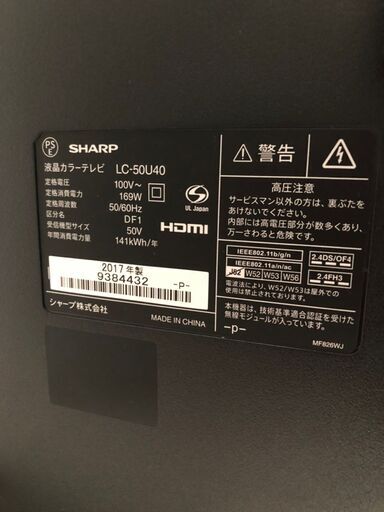 PS
E
SHARP
液晶カラーテレビ LC-50U40
定格電圧 100V~
定格消費電力 169W
定格周波数 50/60Hz
区分名 DF1
受信機型サイズ 50V
年間消費電力量 141kWh/年
UL Japan
HDMI
2017年製
9384432
-P-
シャープ株式会社
MADE IN CHINA
警告
高圧注意
サービスマン以外の方は、裏ぶたを
あけないでください。
内部には高電圧部分が数多くあり、
万一さわると危険です。
IEEE802.11b/g/n
IEEE802.11a/n/ac
J52 W52 W53 W56
2.4DS/OF4
2.4FH3
電波法により、W52/W53は屋外での
使用が禁じられています。
本機器は、技術基準適合認証を受けた
無線モジュールが入っています。
-P-
MF826WJ